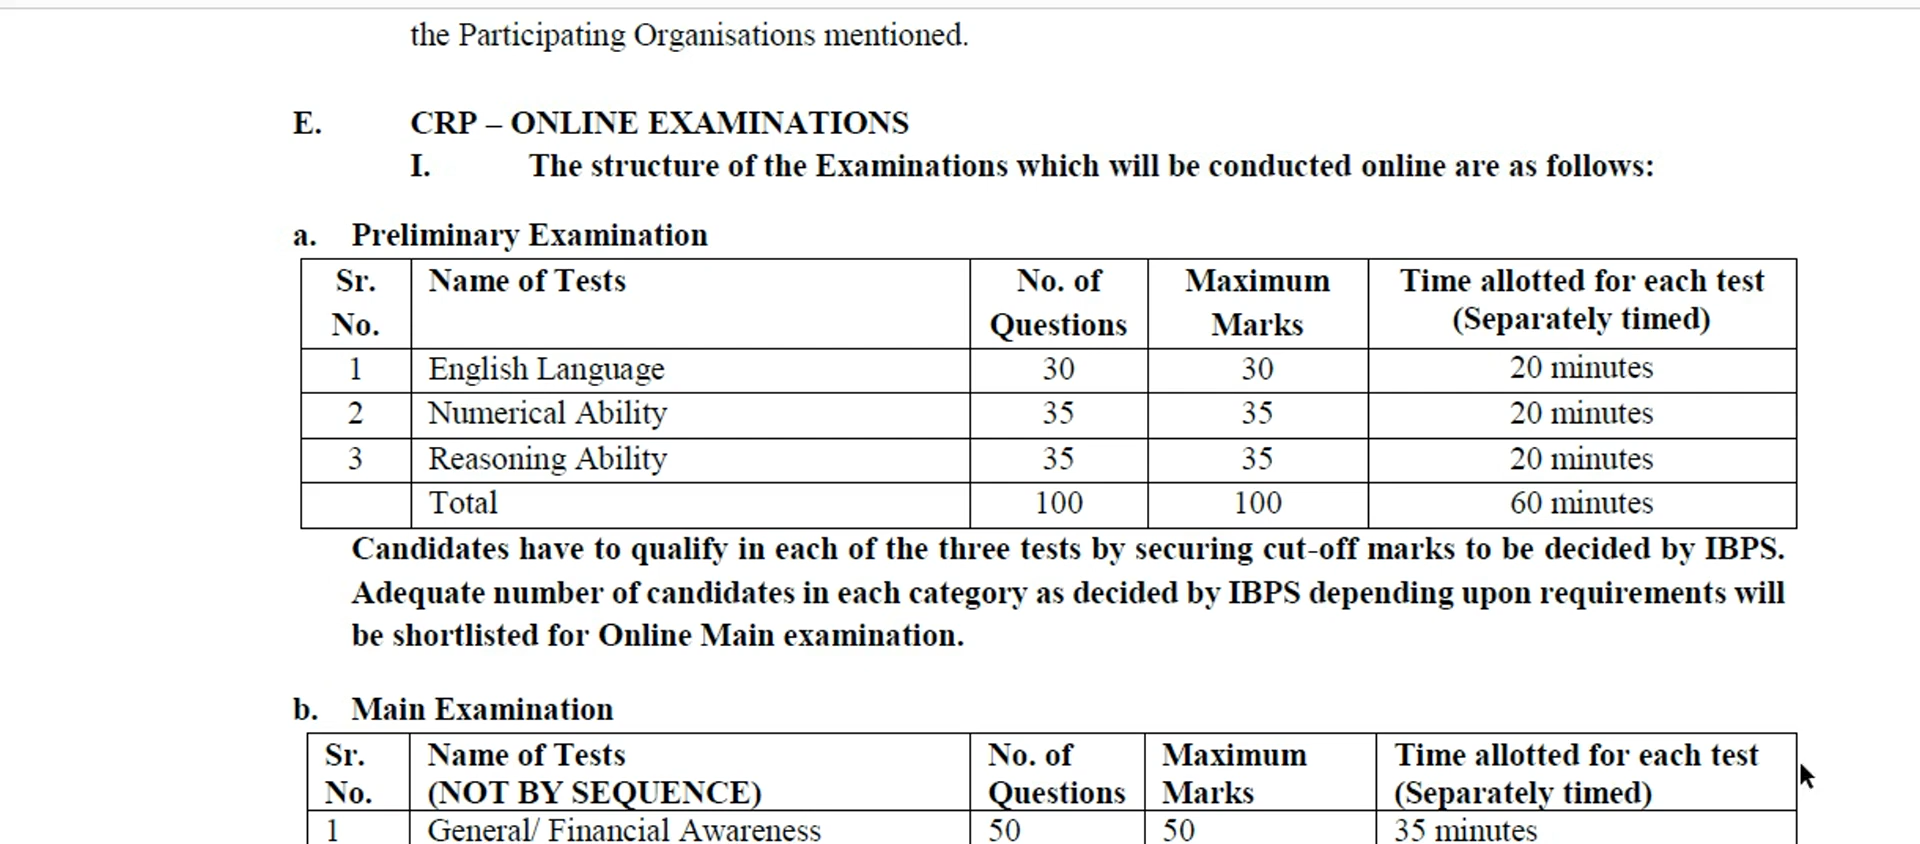 the Participating Organisations mentioned.
E. CRP – ONLINE EXAMINATIONS
I. The structure of the Examinations which will be conducted online are as follows:
a. Preliminary Examination
Sr. No. Name of Tests No. of Questions Maximum Marks Time allotted for each test (Separately timed)
1 English Language 30 30 20 minutes
2 Numerical Ability 35 35 20 minutes
3 Reasoning Ability 35 35 20 minutes
Total 100 100 60 minutes
Candidates have to qualify in each of the three tests by securing cut-off marks to be decided by IBPS.
Adequate number of candidates in each category as decided by IBPS depending upon requirements will
be shortlisted for Online Main examination.
b. Main Examination
Sr. No. Name of Tests (NOT BY SEQUENCE) No. of Questions Maximum Marks Time allotted for each test (Separately timed)
1 General/ Financial Awareness 50 50 35 minutes